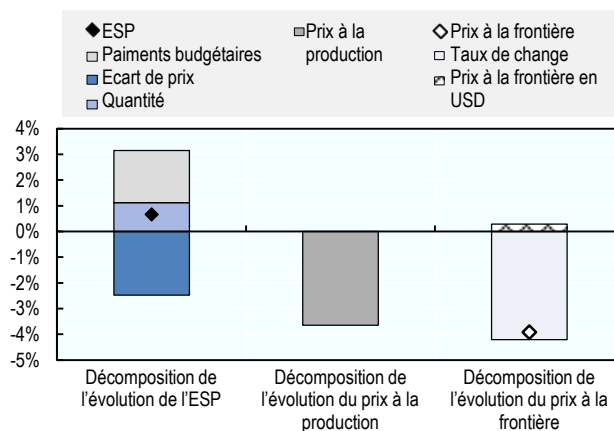 ESP
Paiments budgétaires
Ecart de prix
Quantité
Prix à la
production
Prix à la frontière
Taux de change
Prix à la frontière en
USD
4%
3%
2%
1%
0%
-1%
-2%
-3%
-4%
-5%
Décomposition de
l'évolution de l'ESP
Décomposition de
l'évolution du prix à la
production
Décomposition de
l'évolution du prix à la
frontière